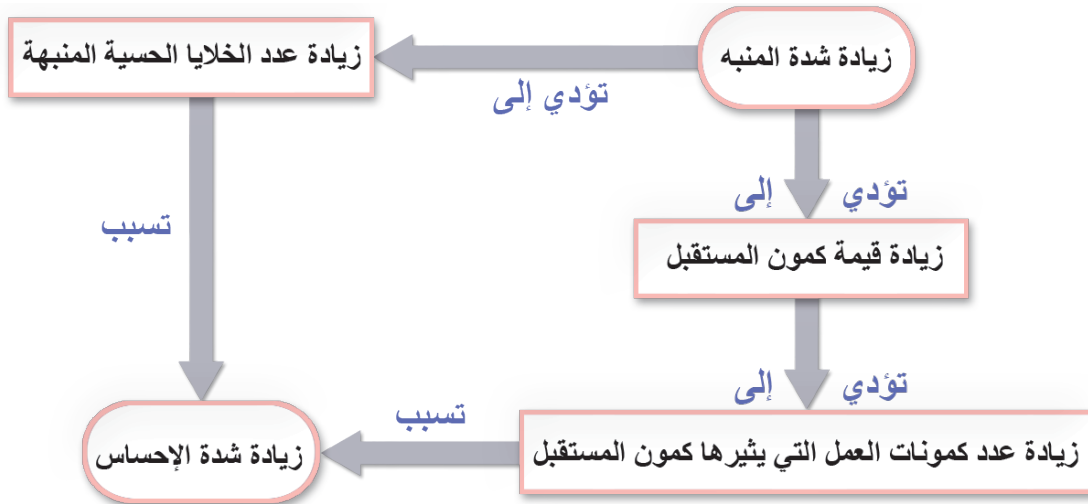 زيادة شدة المنبه
تؤدي إلى
زيادة عدد الخلايا الحسية المنبهة
تسبب
تؤدي إلى
زيادة قيمة كمون المستقبل
تؤدي إلى
زيادة عدد كمونات العمل التي يثيرها كمون المستقبل
تسبب
زيادة شدة الإحساس